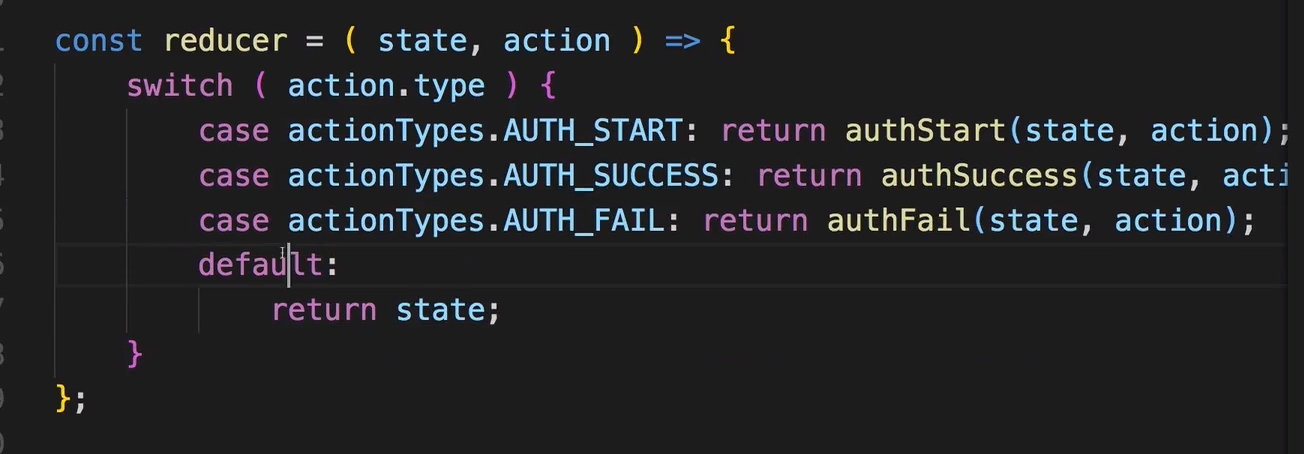 const reducer = ( state, action ) => {
switch ( action.type ) {
case actionTypes.AUTH_START: return authStart(state, action);
case actionTypes.AUTH_SUCCESS: return authSuccess(state, acti
case actionTypes.AUTH_FAIL: return authFail(state, action);
default:
return state;
}
};